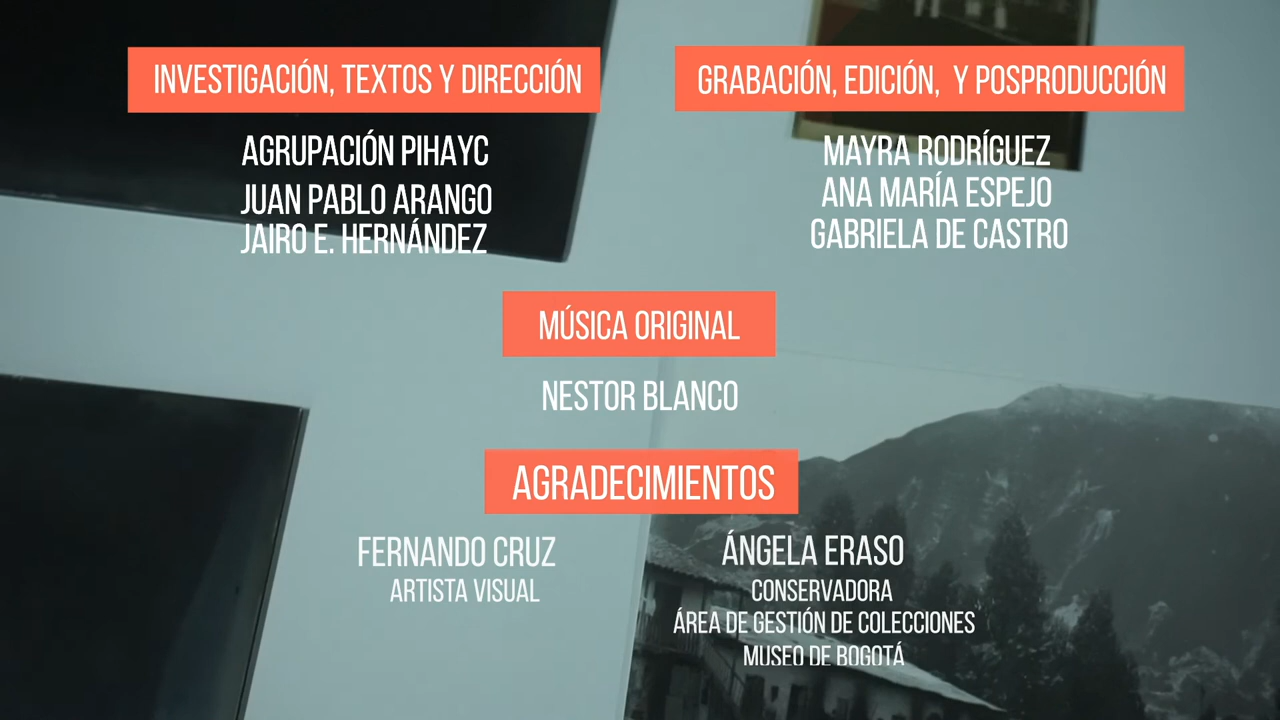 INVESTIGACIÓN, TEXTOS Y DIRECCIÓN
AGRUPACIÓN PIHAYC
JUAN PABLO ARANGO
JAIRO E. HERNÁNDEZ
GRABACIÓN, EDICIÓN, Y POSPRODUCCIÓN
MAYRA RODRÍGUEZ
ANA MARÍA ESPEJO
GABRIELA DE CASTRO
MÚSICA ORIGINAL
NESTOR BLANCO
AGRADECIMIENTOS
FERNANDO CRUZ
ARTISTA VISUAL
ÁNGELA ERASO
CONSERVADORA
ÁREA DE GESTIÓN DE COLECCIONES
MUSEO DE BOGOTÁ